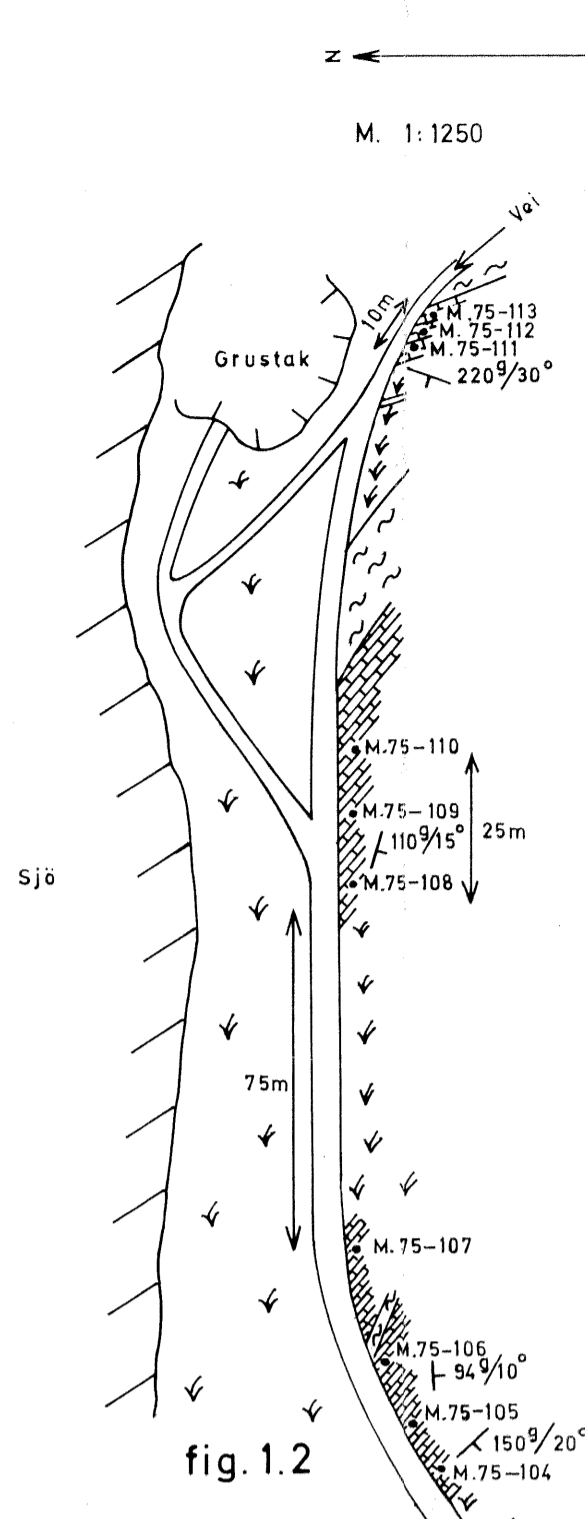 N
M. 1:1250
Vei
10m
M.75-113
M.75-112
M.75-111
220g/30°
Grustak
M.75-110
M.75-109
110g/15°
25m
M.75-108
Sjö
75m
M.75-107
M.75-106
94g/10°
M.75-105
150g/20°
M.75-104
fig. 1.2